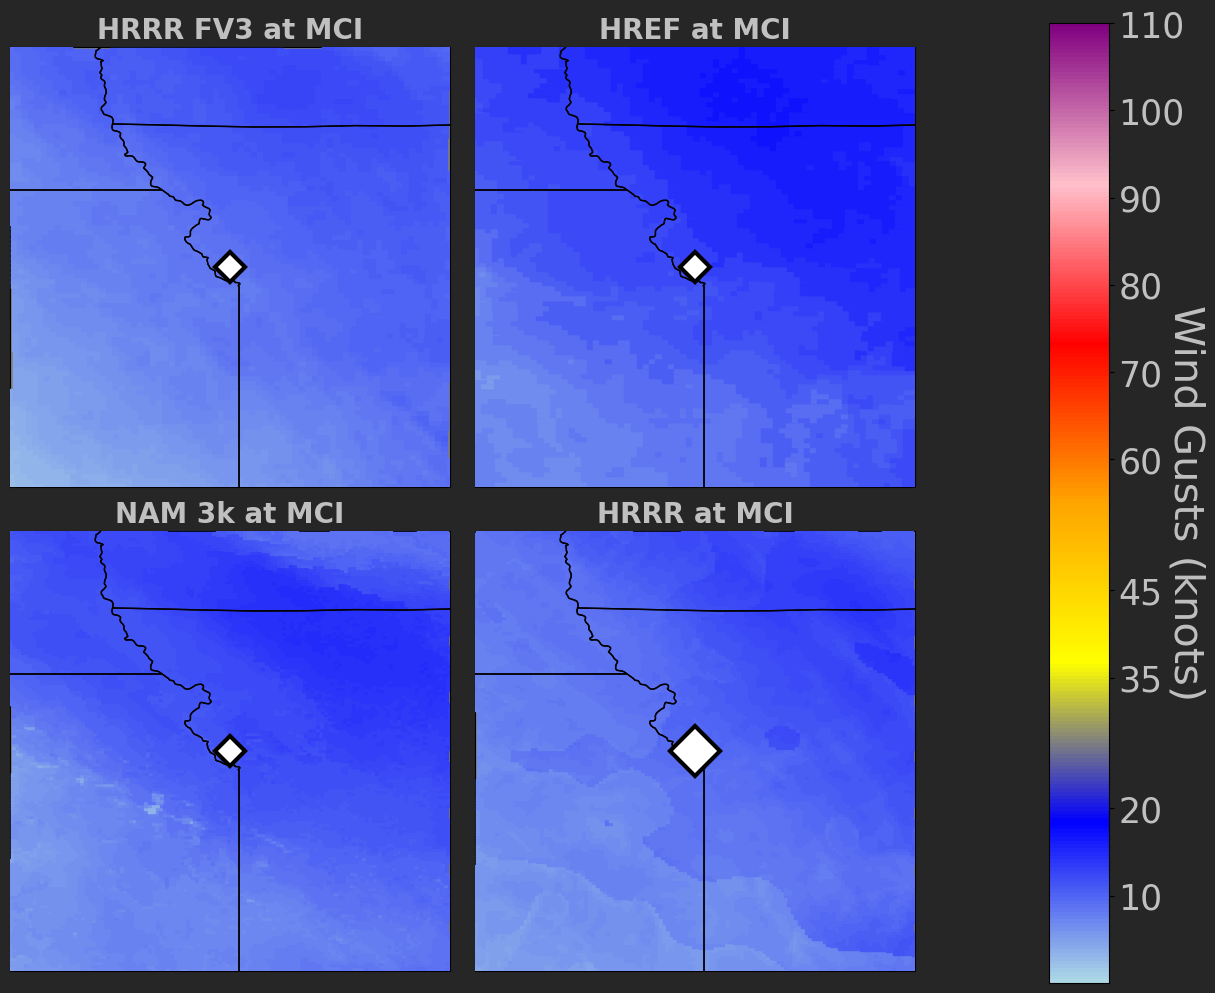 HRRR FV3 at MCI
HREF at MCI
NAM 3k at MCI
HRRR at MCI
110
100
90
80
70
60
45
35
20
10
Wind Gusts (knots)